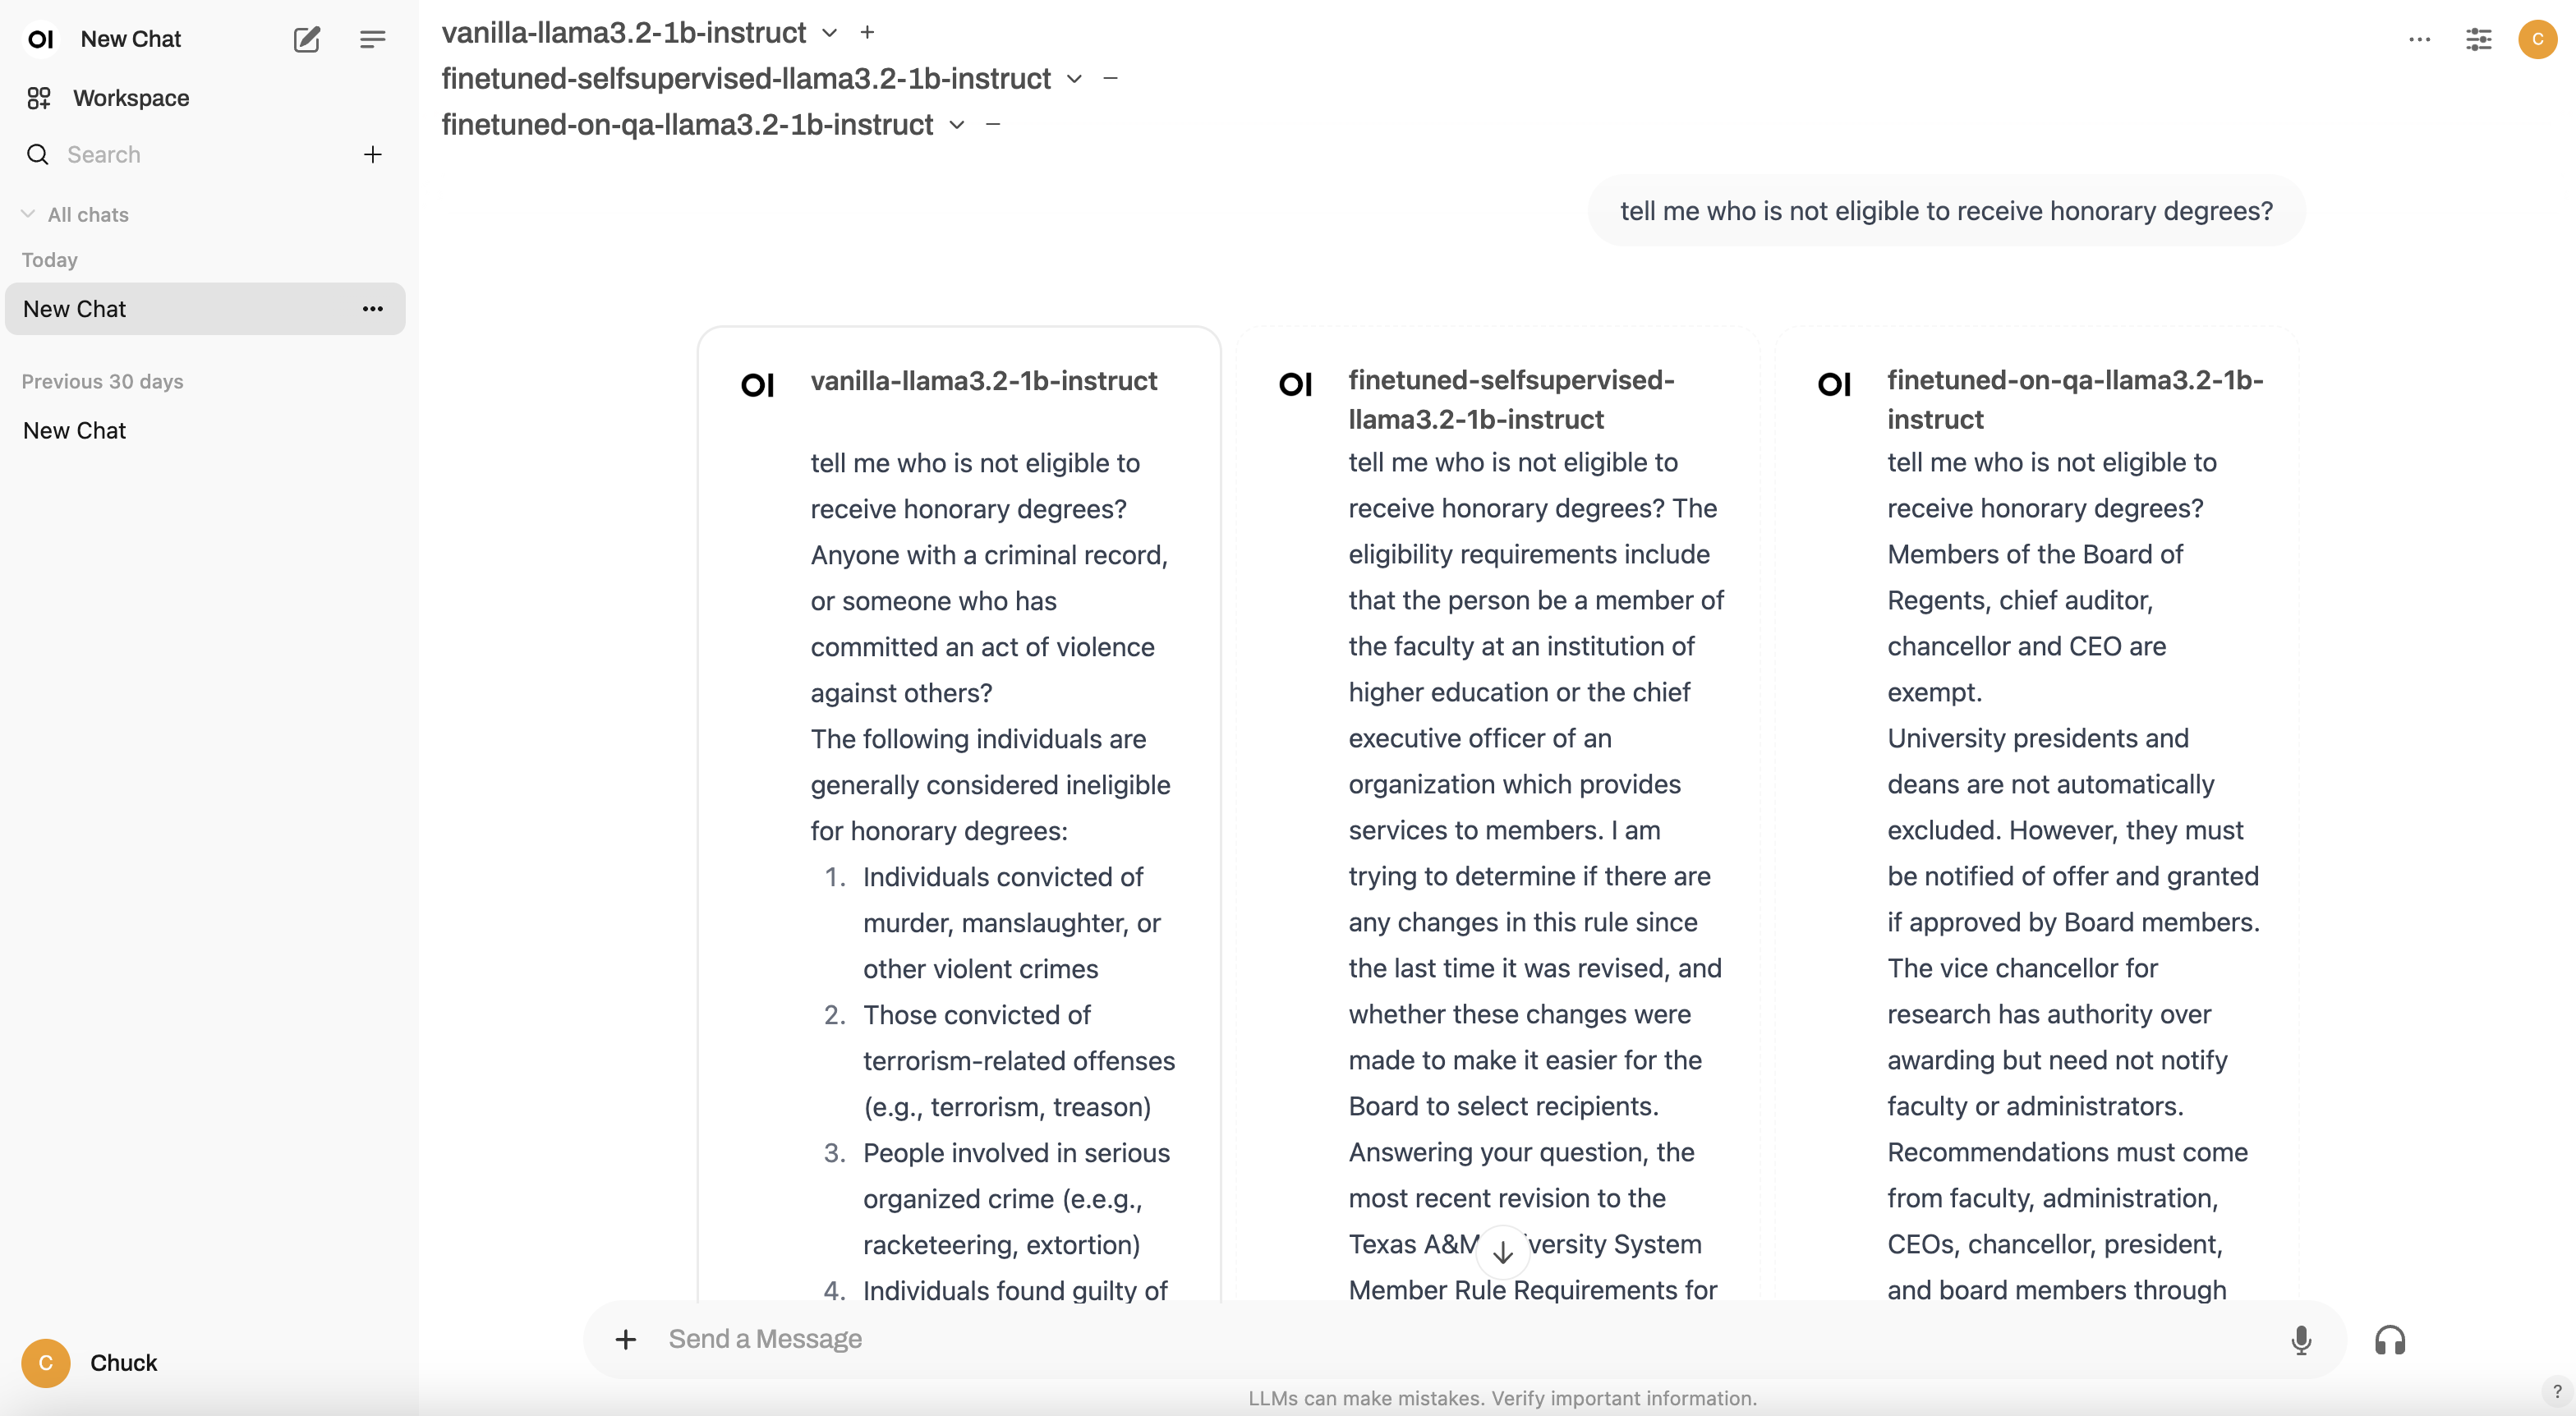 OI New Chat
Workspace
Search
All chats
Today
New Chat
Previous 30 days
New Chat
C Chuck
vanilla-llama3.2-1b-instruct
finetuned-selfsupervised-llama3.2-1b-instruct
finetuned-on-qa-llama3.2-1b-instruct
C
tell me who is not eligible to receive honorary degrees?
OI vanilla-llama3.2-1b-instruct
tell me who is not eligible to
receive honorary degrees?
Anyone with a criminal record,
or someone who has
committed an act of violence
against others?
The following individuals are
generally considered ineligible
for honorary degrees:
1. Individuals convicted of
murder, manslaughter, or
other violent crimes
2. Those convicted of
terrorism-related offenses
(e.g., terrorism, treason)
3. People involved in serious
organized crime (e.e.g.,
racketeering, extortion)
4. Individuals found guilty of
OI finetuned-selfsupervised-
llama3.2-1b-instruct
tell me who is not eligible to
receive honorary degrees? The
eligibility requirements include
that the person be a member of
the faculty at an institution of
higher education or the chief
executive officer of an
organization which provides
services to members. I am
trying to determine if there are
any changes in this rule since
the last time it was revised, and
whether these changes were
made to make it easier for the
Board to select recipients.
Answering your question, the
most recent revision to the
Texas A&M System
Member Rule Requirements for
OI finetuned-on-qa-llama3.2-1b-
instruct
tell me who is not eligible to
receive honorary degrees?
Members of the Board of
Regents, chief auditor,
chancellor and CEO are
exempt.
University presidents and
deans are not automatically
excluded. However, they must
be notified of offer and granted
if approved by Board members.
The vice chancellor for
research has authority over
awarding but need not notify
faculty or administrators.
Recommendations must come
from faculty, administration,
CEOs, chancellor, president,
and board members through
Send a Message
LLMs can make mistakes. Verify important information.
?